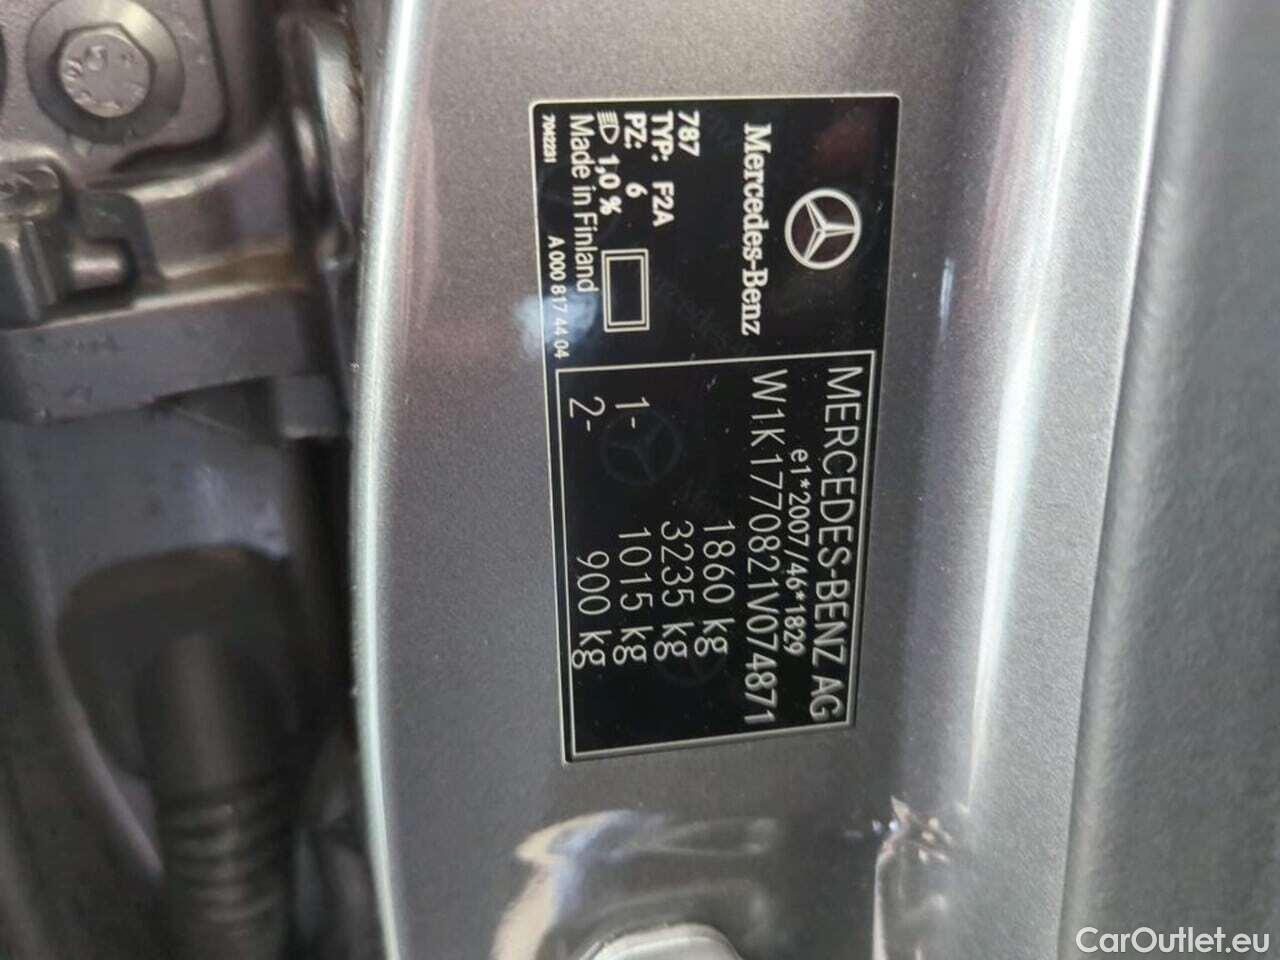 Mercedes-Benz
787
TYP: F2A
PZ: 6
1,0 %
Made in Finland
7042231 A 000 817 44 04
MERCEDES-BENZ AG
e1*2007/46*1829
W1K1770821V074871
1860 kg
3235 kg
1- 1015 kg
2- 900 kg
CarOutlet.eu